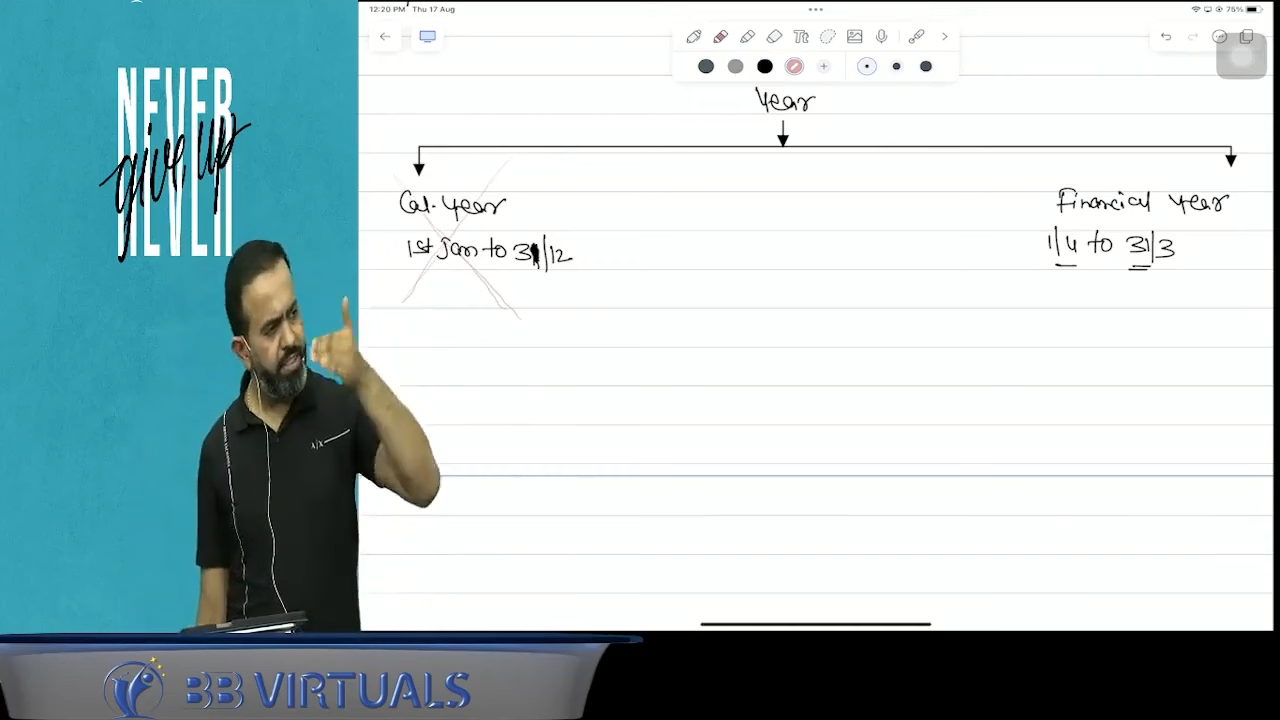 12:20 PM Thu 17 Aug
75%
NEVER
give up
NEVER
Tt
Year
Cal. Year
Financial Year
1st Jan to 31/12
1/4 to 31/3
A/X
BB VIRTUALS